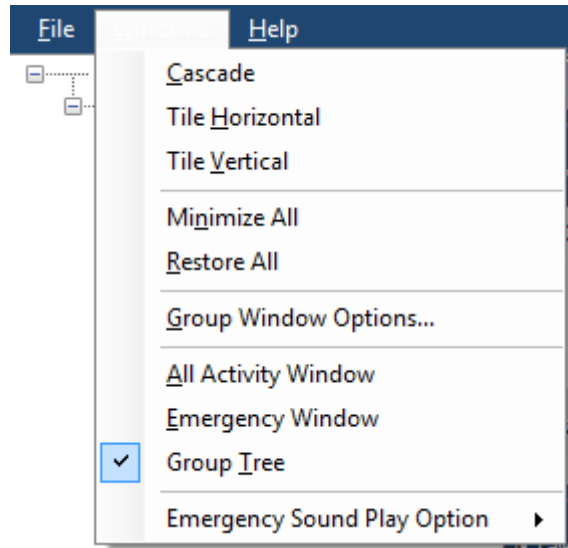 File Windows Help
Cascade
Tile Horizontal
Tile Vertical
Minimize All
Restore All
Group Window Options...
All Activity Window
Emergency Window
Group Tree
Emergency Sound Play Option